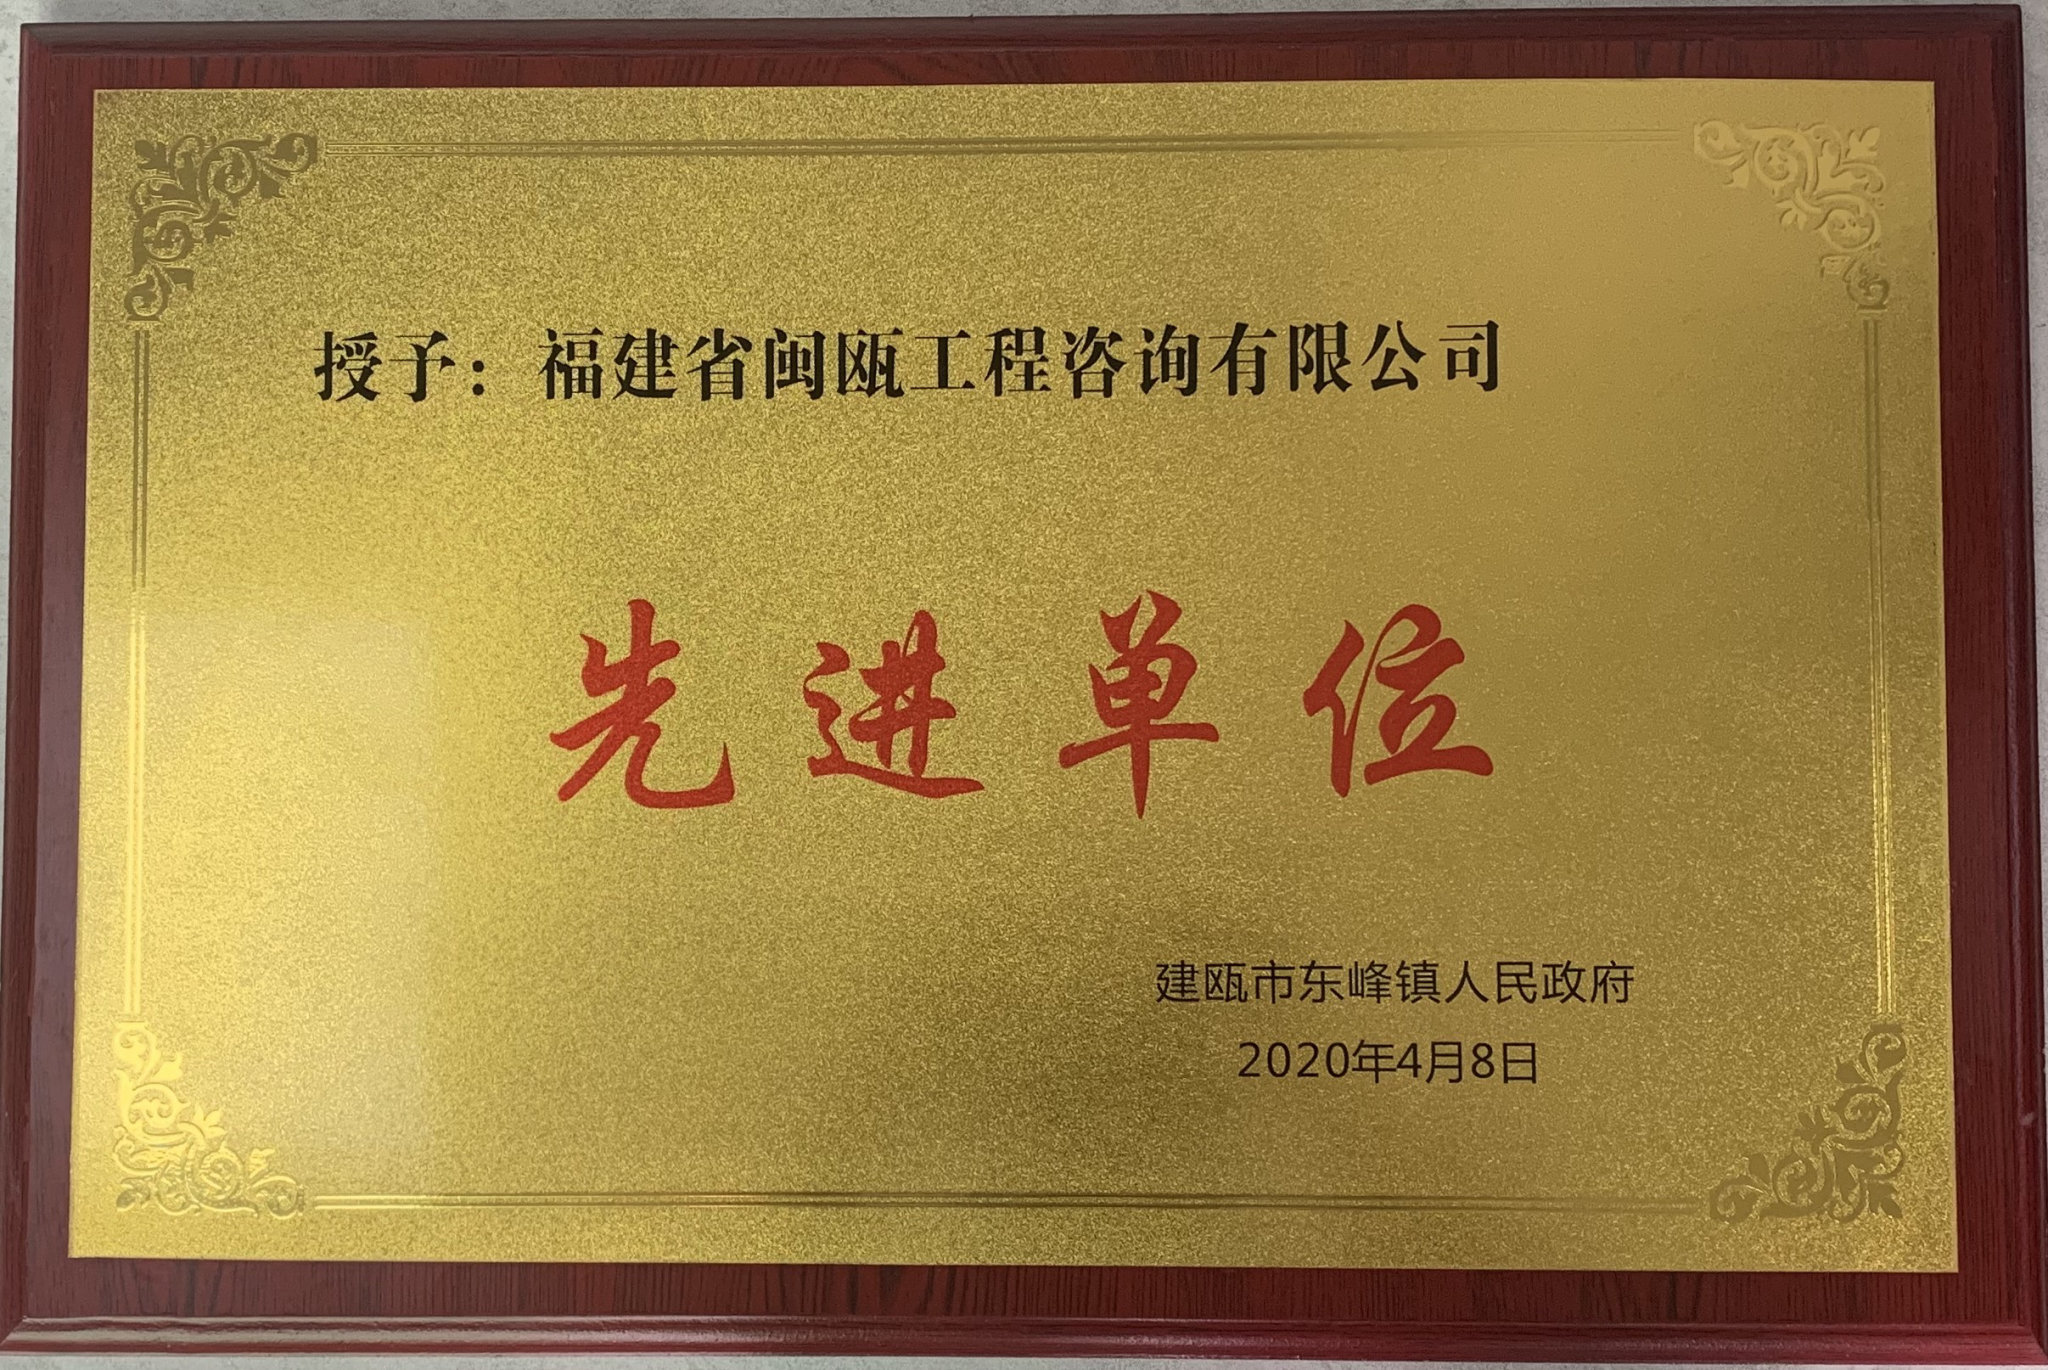 授予：福建省闽瓯工程咨询有限公司
先进单位
建瓯市东峰镇人民政府
2020年4月8日